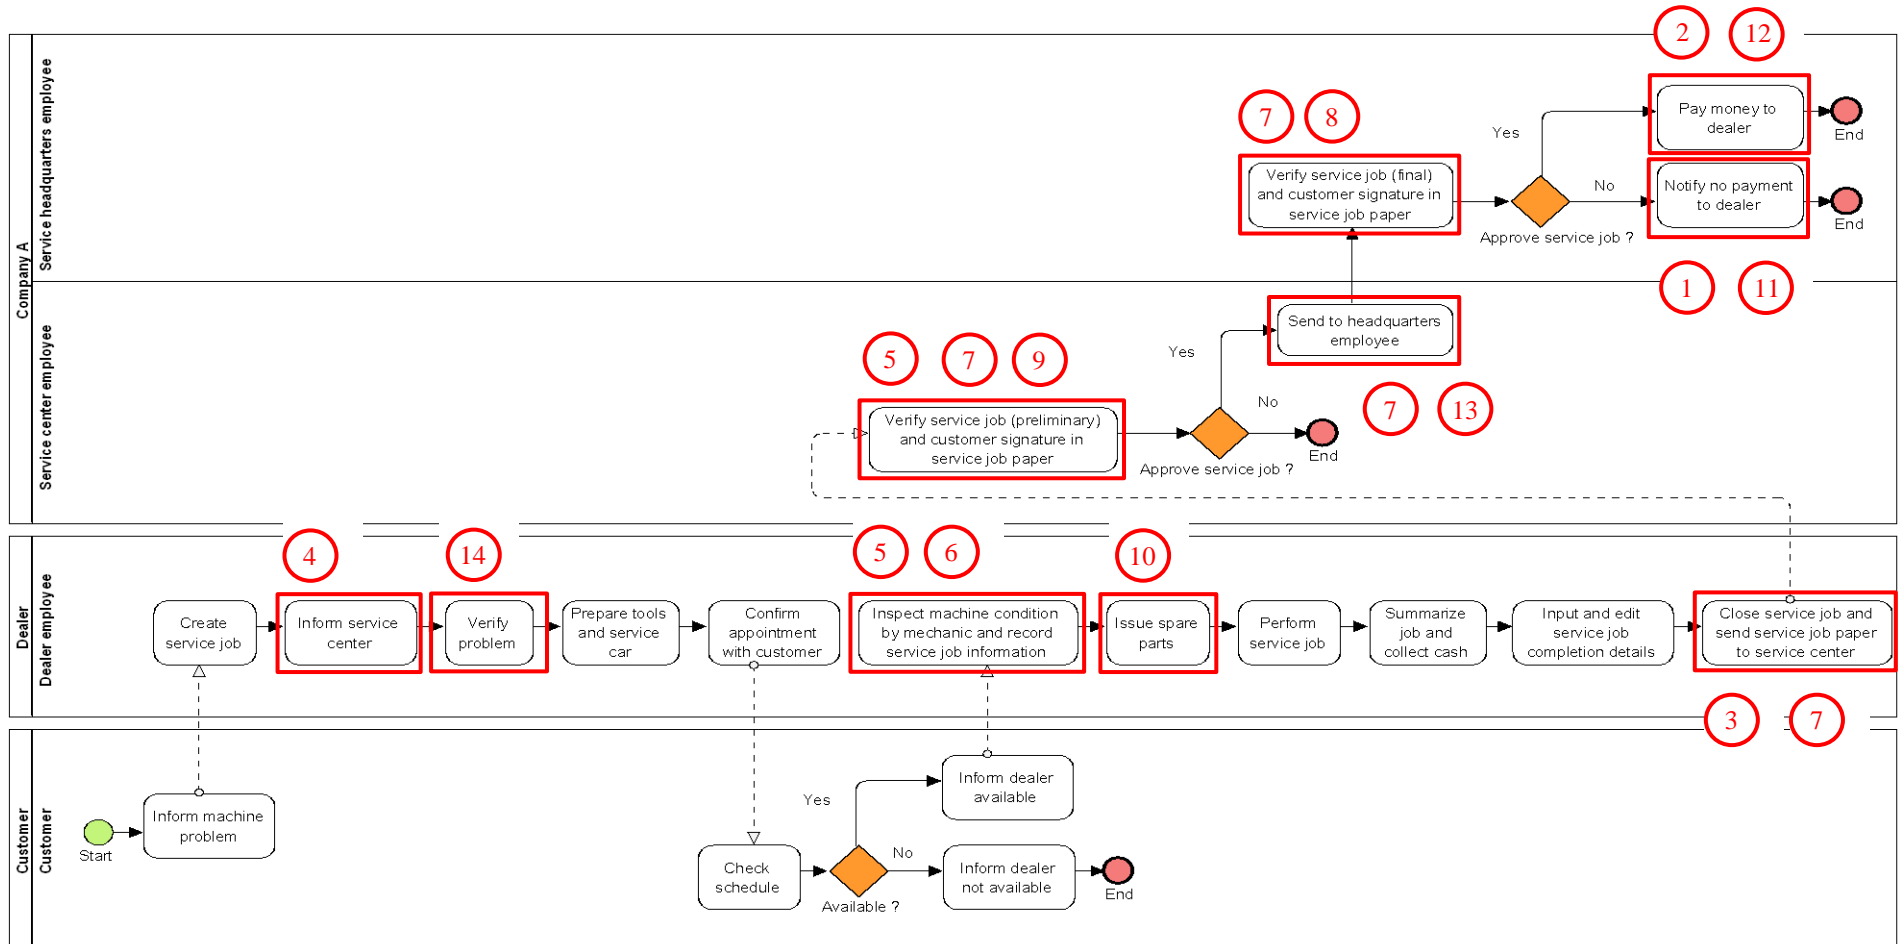 2
12
Company A
Service headquarters employee
7
8
Yes
Pay money to
dealer
End
Verify service job (final)
and customer signature in
service job paper
No
Notify no payment
to dealer
End
Approve service job ?
1
11
Service center employee
Send to headquarters
employee
5
7
9
Yes
7
13
Verify service job (preliminary)
and customer signature in
service job paper
No
End
Approve service job ?
4
14
5
6
10
Dealer
Dealer employee
Create
service job
Inform service
center
Verify
problem
Prepare tools
and service
car
Confirm
appointment
with customer
Inspect machine condition
by mechanic and record
service job information
Issue spare
parts
Perform
service job
Summarize
job and
collect cash
Input and edit
service job
completion details
Close service job and
send service job paper
to service center
3
7
Customer
Customer
Start
Inform machine
problem
Yes
Inform dealer
available
Check
schedule
No
Inform dealer
not available
End
Available ?